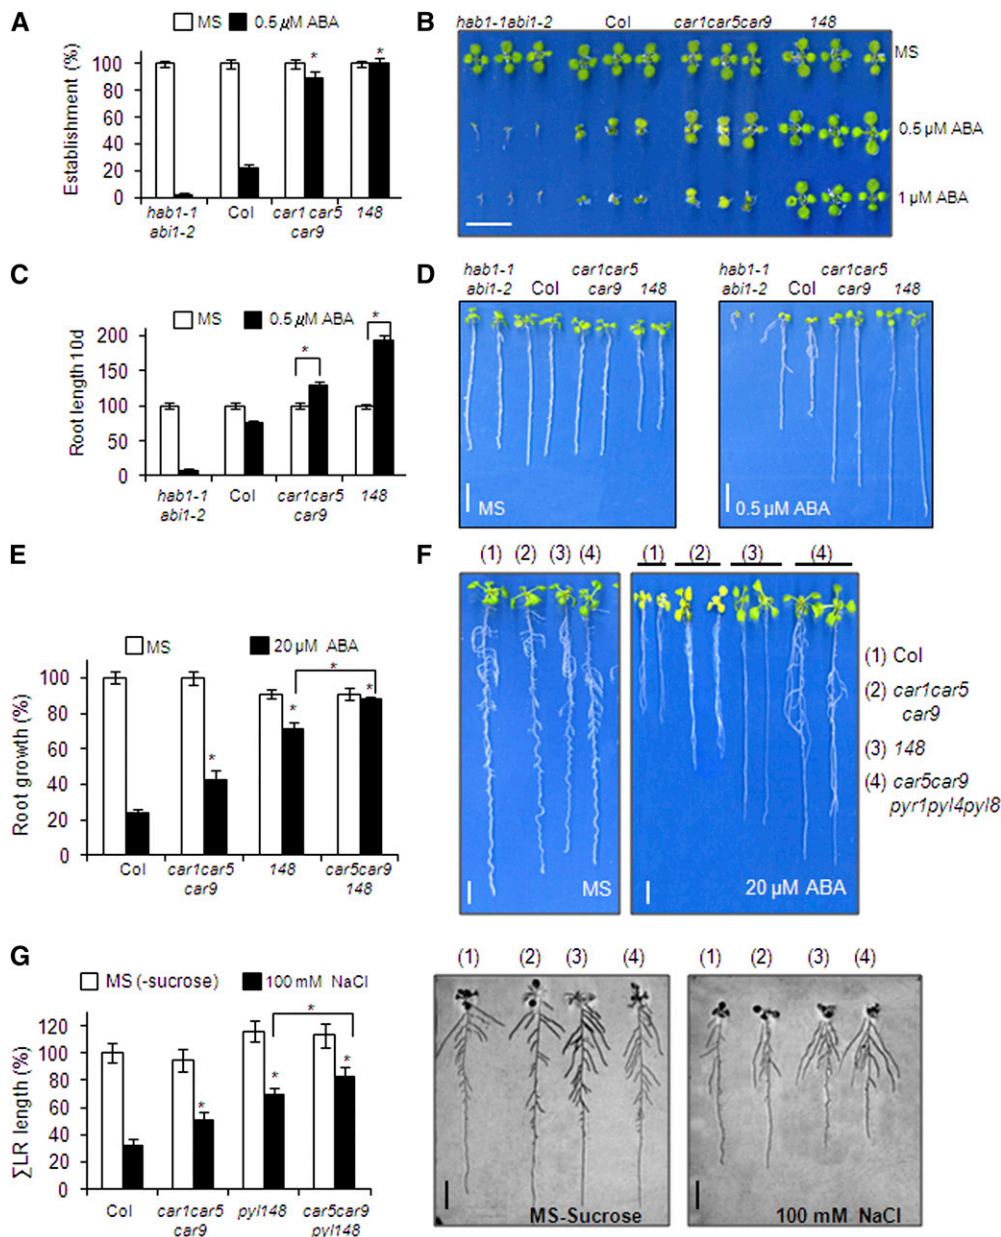 A
MS 0.5 µM ABA
Establishment (%)
100
80
60
40
20
0
* *
hab1-1 abi1-2
Col
car1 car5 car9
148
B
hab1-1abi1-2 Col car1car5car9 148
MS
0.5 µM ABA
1 µM ABA
C
MS 0.5 µM ABA
Root length 10d
200
150
100
50
0
* *
hab1-1 abi1-2
Col
car1car5 car9
148
D
hab1-1 abi1-2
Col
car1car5 car9
148
MS
hab1-1 abi1-2
Col
car1car5 car9
148
0.5 µM ABA
E
MS 20 µM ABA
Root growth (%)
100
80
60
40
20
0
* * * *
Col
car1car5 car9
148
car5car9 148
F
(1) (2) (3) (4)
MS
(1) (2) (3) (4)
20 µM ABA
(1) Col
(2) car1car5
car9
(3) 148
(4) car5car9
pyr1pyl4pyl8
G
MS (-sucrose) 100 mM NaCl
∑LR length (%)
120
100
80
60
40
20
0
* * * *
Col
car1car5 car9
pyl148
car5car9 pyl148
(1) (2) (3) (4)
MS-Sucrose
(1) (2) (3) (4)
100 mM NaCl